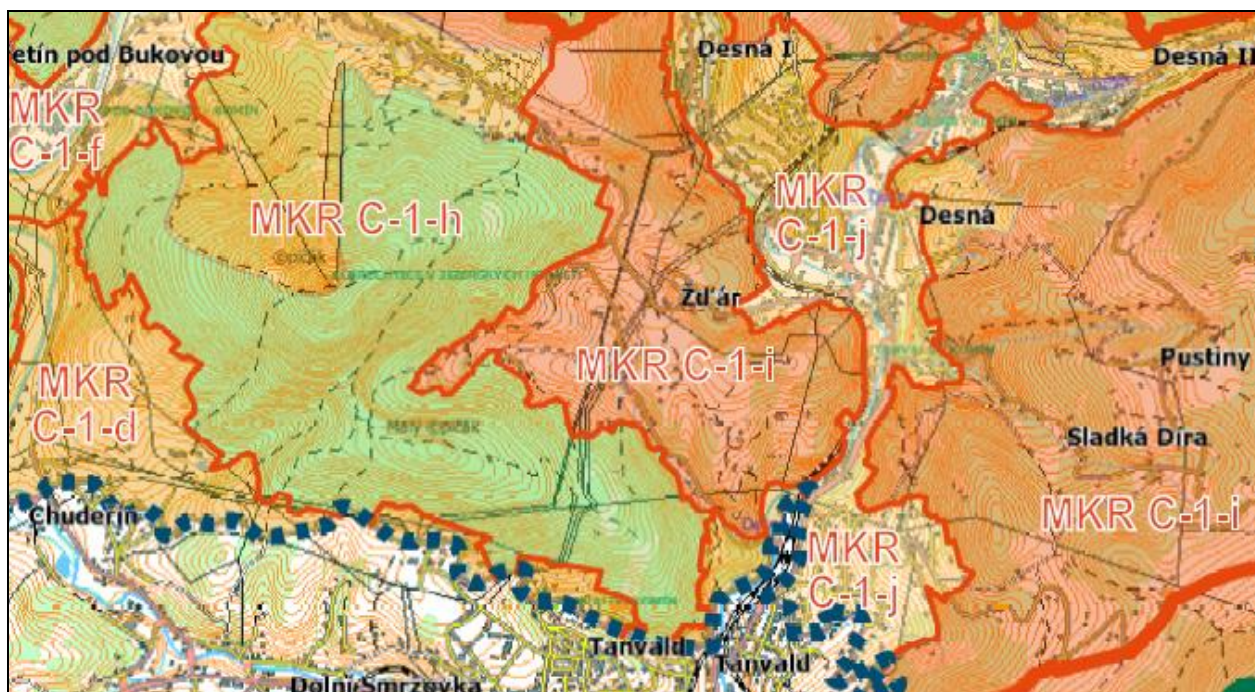 Desná I
Desná II
etín pod Bukovou
MKR
C-1-f
MKR C-1-h
MKR
C-1-j
Desná
Žďár
MKR C-1-i
Pustiny
MKR
C-1-d
Malý Špičák
Sladká Díra
MKR C-1-i
Chuderín
MKR
C-1-j
Tanvald
Tanvald
Dolní Smržovka